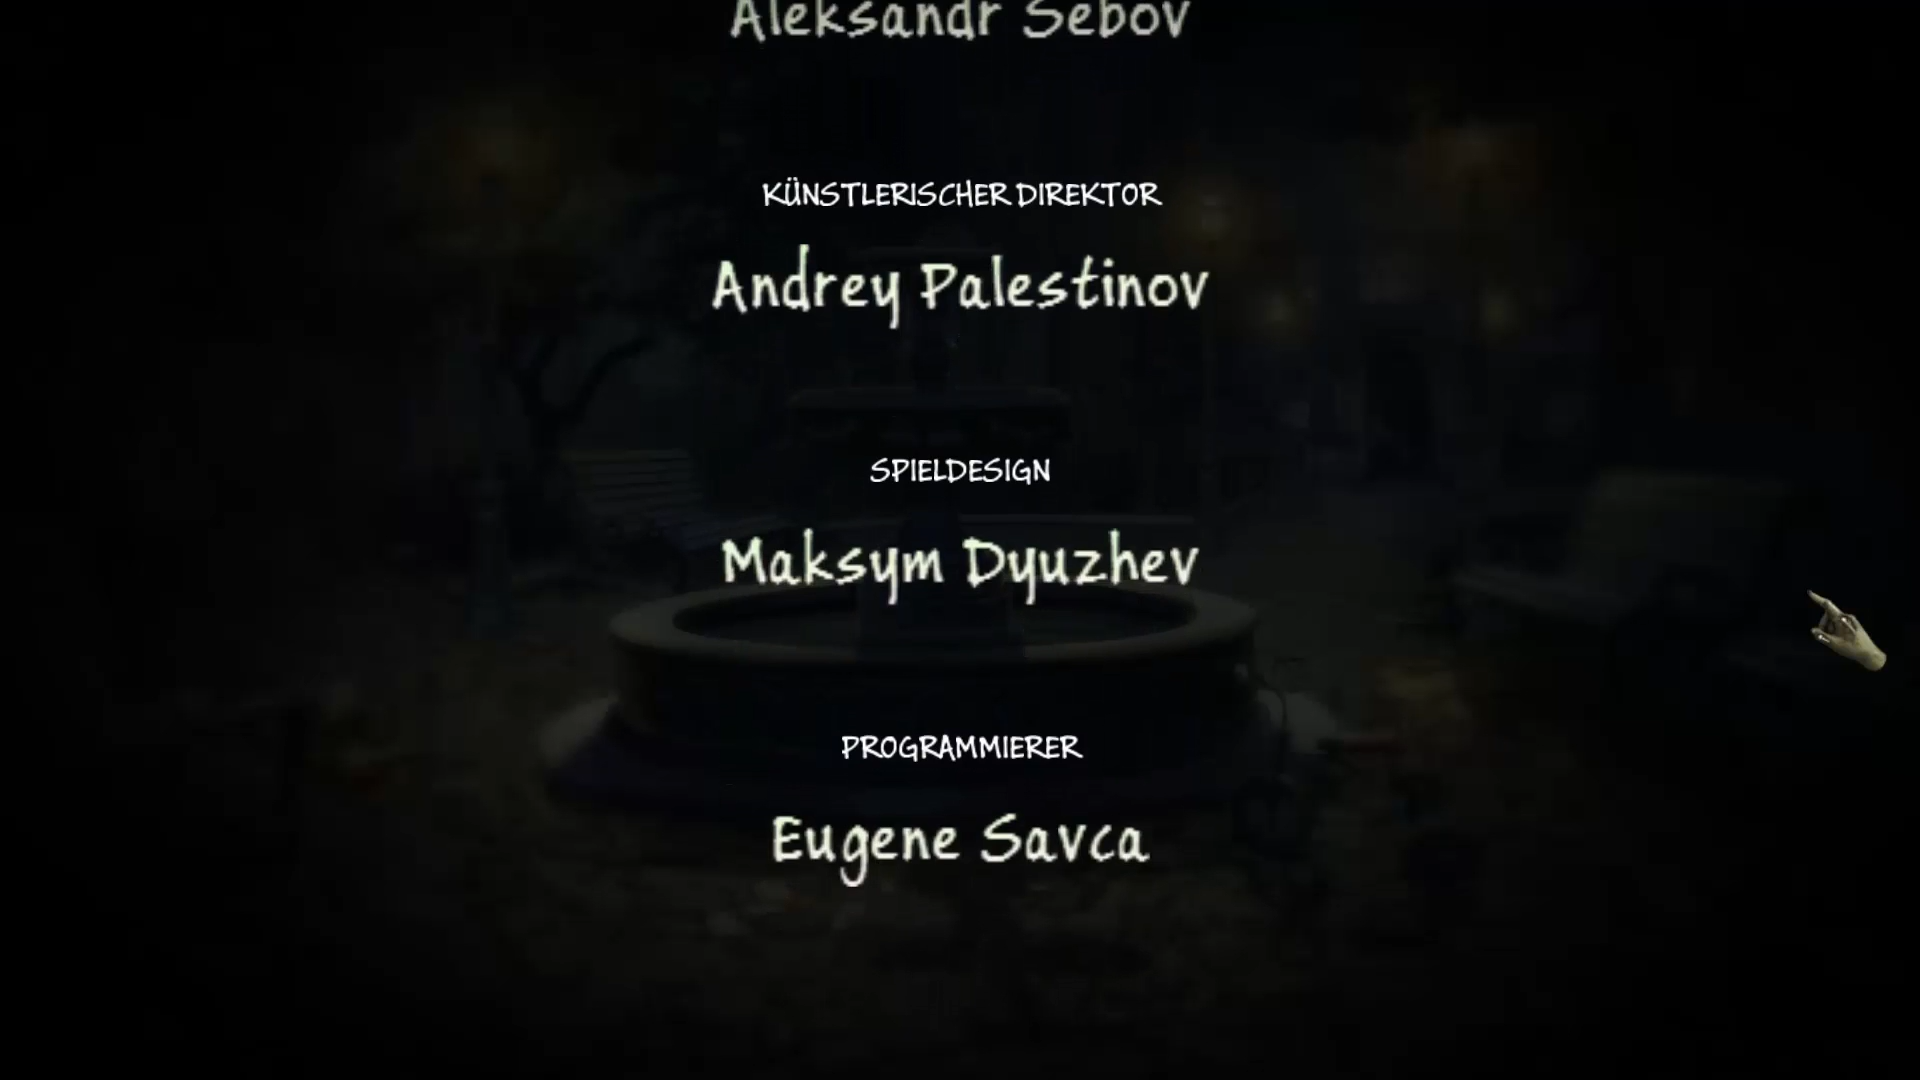 Aleksandr Sebov
KÜNSTLERISCHER DIREKTOR
Andrey Palestinov
SPIELDESIGN
Maksym Dyuzhev
PROGRAMMIERER
Eugene Savca